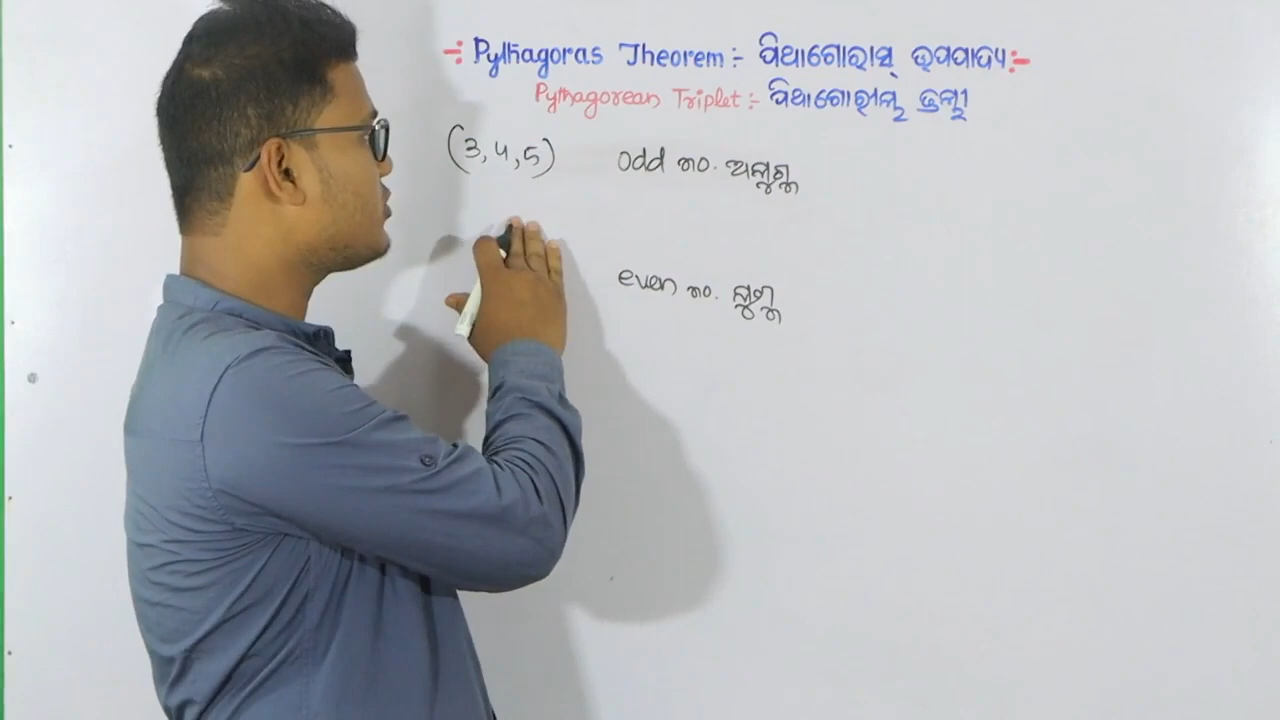 -: Pythagoras Theorem :- ପିଥାଗୋରାସ୍ ଉପପାଦ୍ୟ :-
Pythagorean Triplet :- ପିଥାଗୋରୀୟ ତ୍ରୟୀ
(3, 4, 5) odd no. ଅଯୁଗ୍ମ
even no. ଯୁଗ୍ମ